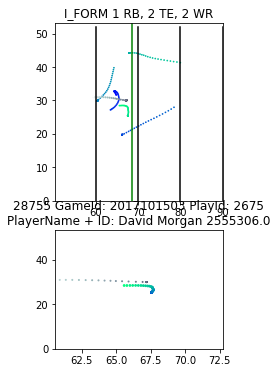 I_FORM 1 RB, 2 TE, 2 WR
50
40
30
20
10
0
60 70 80 90
28755 GameId: 2017101503 PlayId: 2675
PlayerName + ID: David Morgan 2555306.0
40
20
0
62.5 65.0 67.5 70.0 72.5